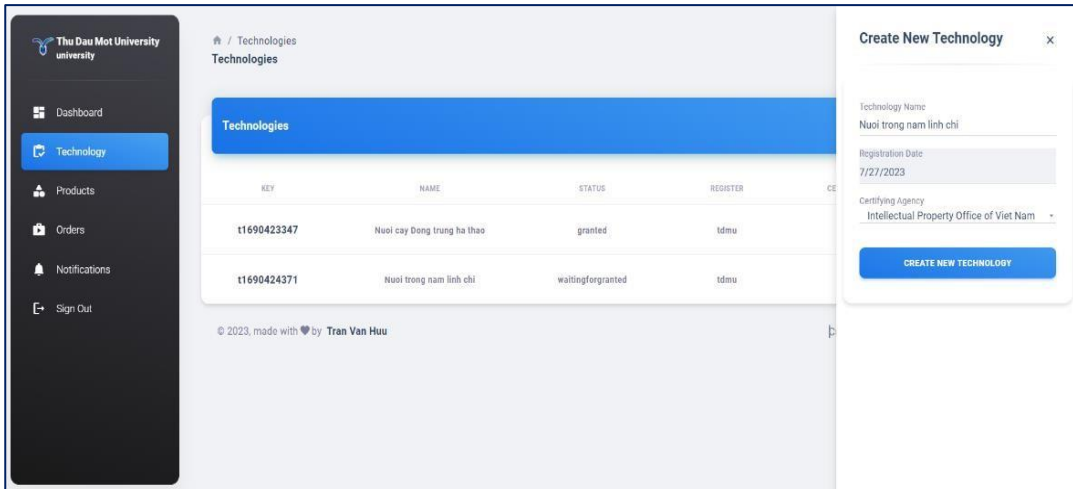 Thu Dau Mot University
university
Dashboard
Technology
Products
Orders
Notifications
Sign Out
/ Technologies
Technologies
Technologies
KEY NAME STATUS REGISTER CE
t1690423347 Nuoi cay Dong trung ha thao granted tdmu
t1690424371 Nuoi trong nam linh chi waitingforgranted tdmu
© 2023, made with by Tran Van Huu
Create New Technology
Technology Name
Nuoi trong nam linh chi
Registration Date
7/27/2023
Certifying Agency
Intellectual Property Office of Viet Nam
CREATE NEW TECHNOLOGY